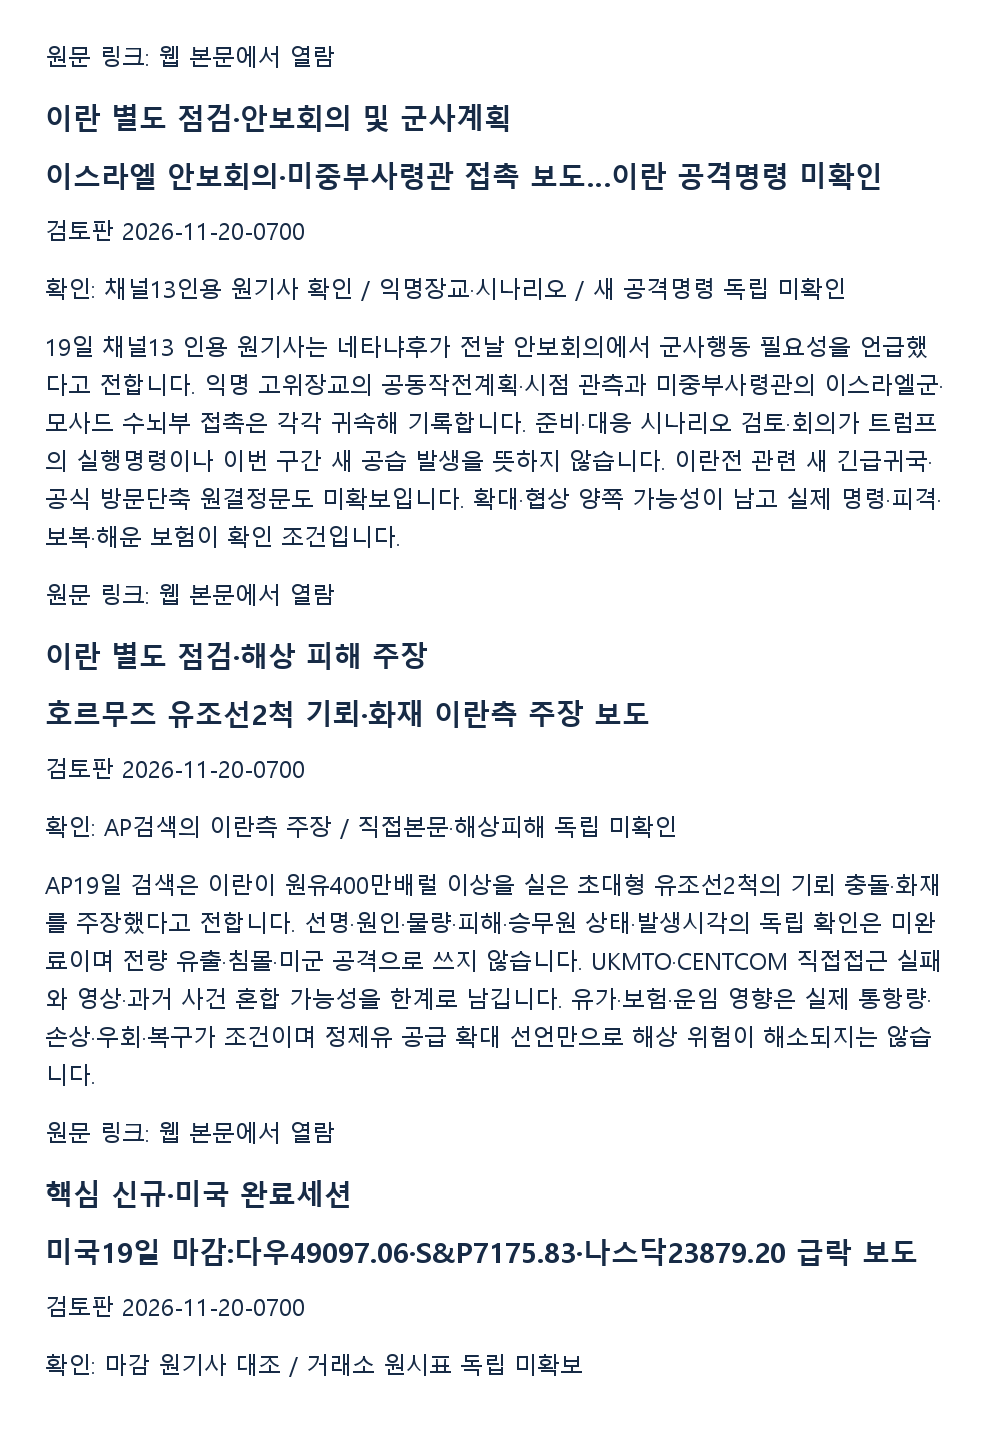 원문 링크: 웹 본문에서 열람
이란 별도 점검·안보회의 및 군사계획
이스라엘 안보회의·미중부사령관 접촉 보도...이란 공격명령 미확인
검토판 2026-11-20-0700
확인: 채널13인용 원기사 확인 / 익명장교·시나리오 / 새 공격명령 독립 미확인
19일 채널13 인용 원기사는 네타냐후가 전날 안보회의에서 군사행동 필요성을 언급했
다고 전합니다. 익명 고위장교의 공동작전계획·시점 관측과 미중부사령관의 이스라엘군·
모사드 수뇌부 접촉은 각각 귀속해 기록합니다. 준비·대응 시나리오 검토·회의가 트럼프
의 실행명령이나 이번 구간 새 공습 발생을 뜻하지 않습니다. 이란전 관련 새 긴급귀국·
공식 방문단축 원결정문도 미확보입니다. 확대·협상 양쪽 가능성이 남고 실제 명령·피격·
보복·해운 보험이 확인 조건입니다.
원문 링크: 웹 본문에서 열람
이란 별도 점검·해상 피해 주장
호르무즈 유조선2척 기뢰·화재 이란측 주장 보도
검토판 2026-11-20-0700
확인: AP검색의 이란측 주장 / 직접본문·해상피해 독립 미확인
AP19일 검색은 이란이 원유400만배럴 이상을 실은 초대형 유조선2척의 기뢰 충돌·화재
를 주장했다고 전합니다. 선명·원인·물량·피해·승무원 상태·발생시각의 독립 확인은 미완
료이며 전량 유출·침몰·미군 공격으로 쓰지 않습니다. UKMTO·CENTCOM 직접접근 실패
와 영상·과거 사건 혼합 가능성을 한계로 남깁니다. 유가·보험·운임 영향은 실제 통항량·
손상·우회·복구가 조건이며 정제유 공급 확대 선언만으로 해상 위험이 해소되지는 않습
니다.
원문 링크: 웹 본문에서 열람
핵심 신규·미국 완료세션
미국19일 마감:다우49097.06·S&P7175.83·나스닥23879.20 급락 보도
검토판 2026-11-20-0700
확인: 마감 원기사 대조 / 거래소 원시표 독립 미확보